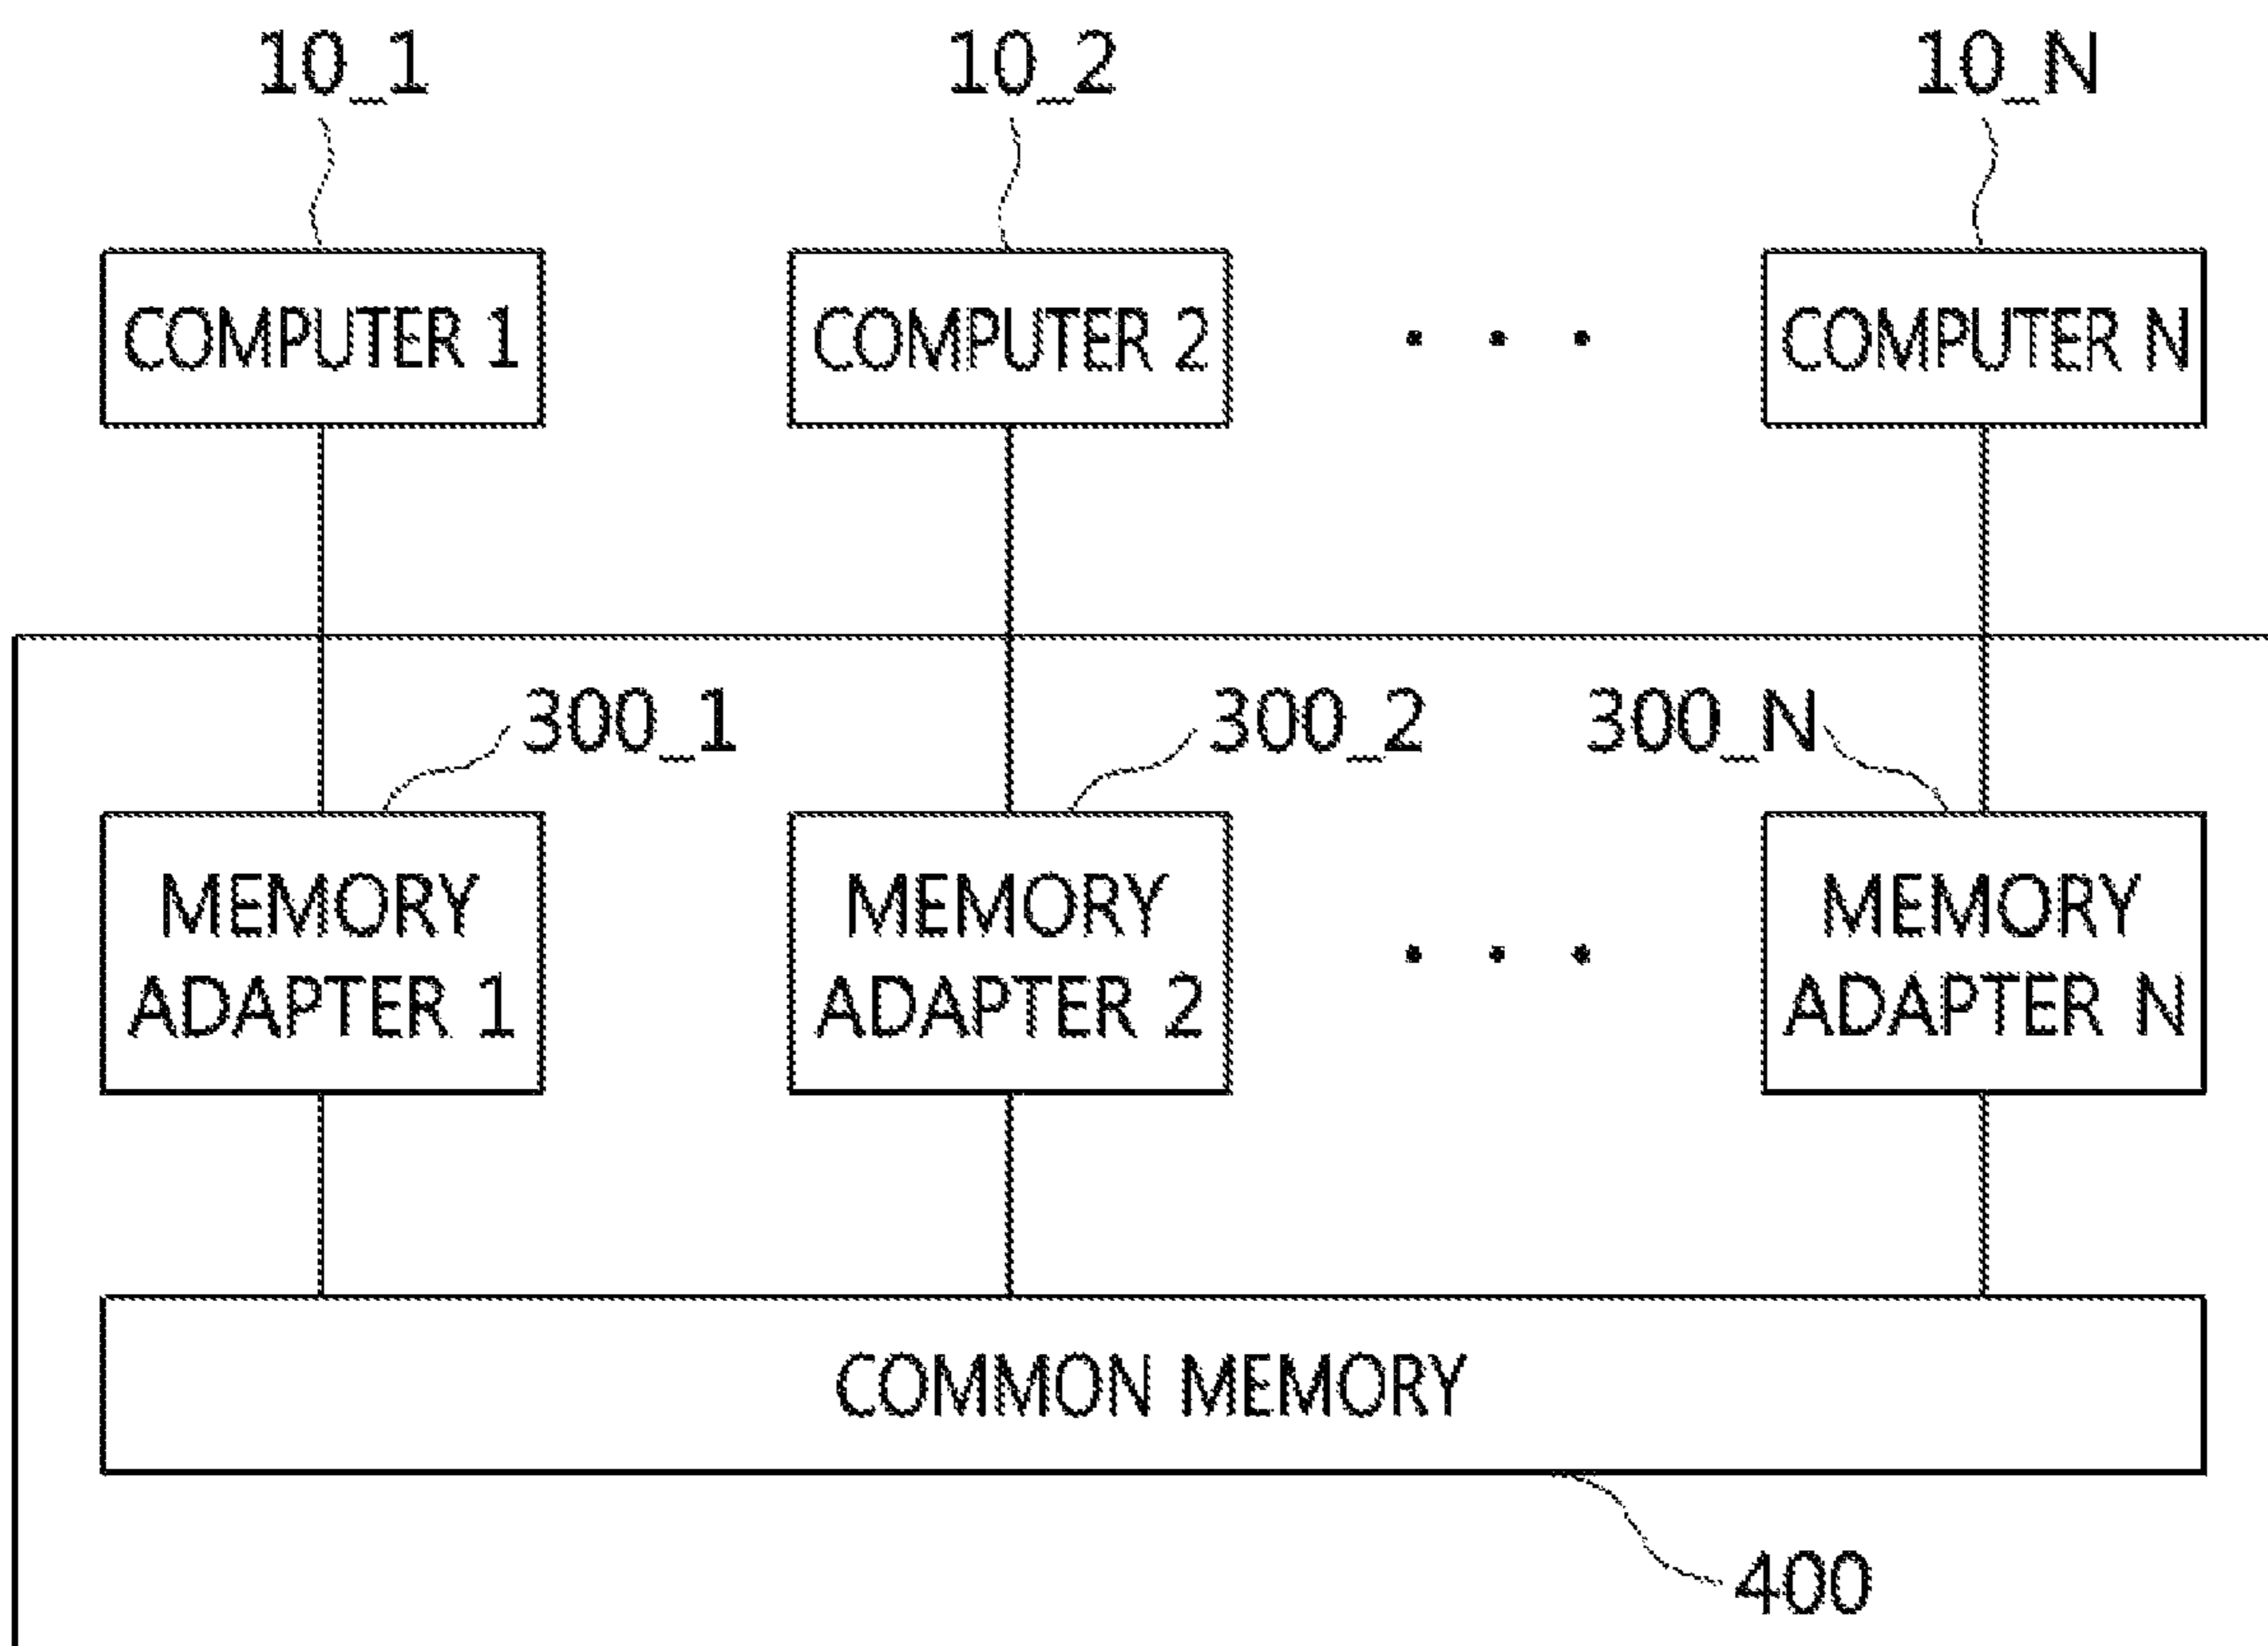 10_1
10_2
10_N
COMPUTER 1
COMPUTER 2
. . .
COMPUTER N
300_1
300_2
300_N
MEMORY
ADAPTER 1
MEMORY
ADAPTER 2
. . .
MEMORY
ADAPTER N
COMMON MEMORY
400